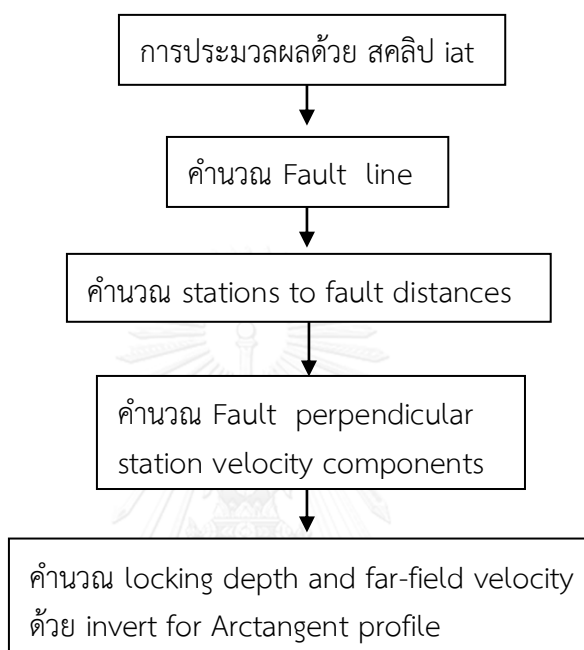 การประมวลผลด้วย สคลิป iat
คำนวณ Fault line
คำนวณ stations to fault distances
คำนวณ Fault perpendicular
station velocity components
คำนวณ locking depth and far-field velocity
ด้วย invert for Arctangent profile